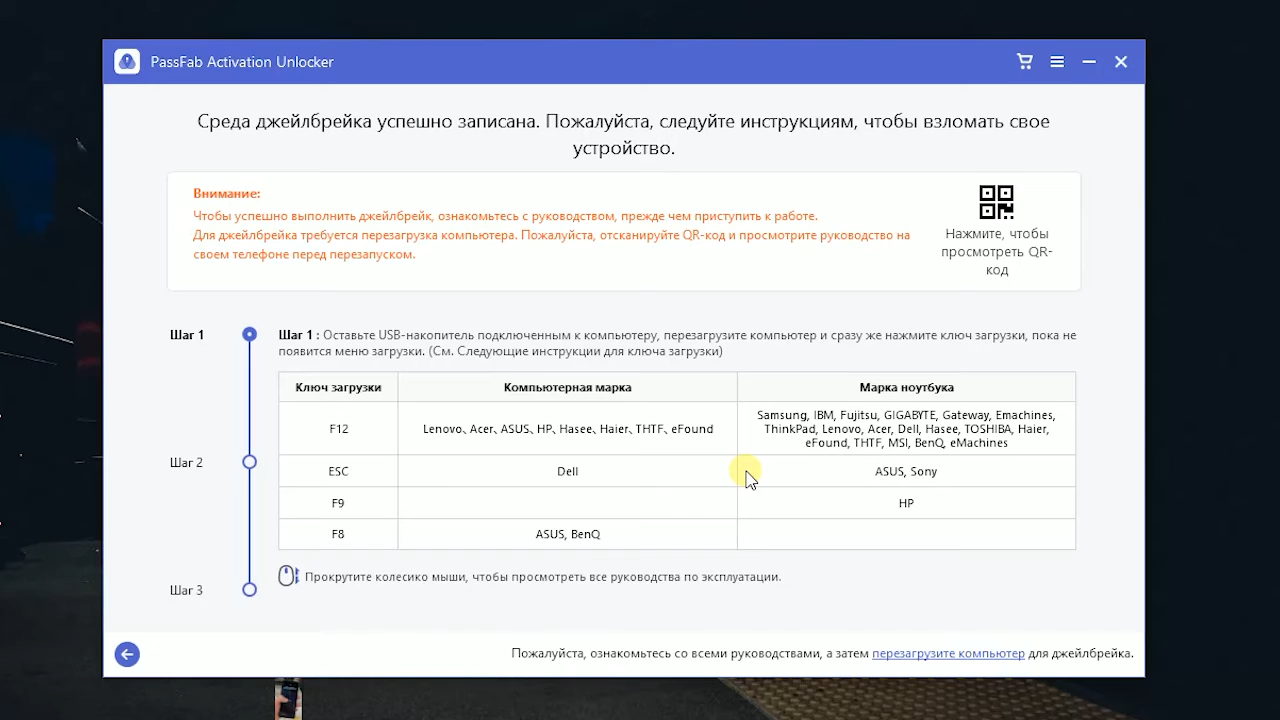 PassFab Activation Unlocker
Среда джейлбрейка успешно записана. Пожалуйста, следуйте инструкциям, чтобы взломать свое
устройство.
Внимание:
Чтобы успешно выполнить джейлбрейк, ознакомьтесь с руководством, прежде чем приступить к работе.
Для джейлбрейка требуется перезагрузка компьютера. Пожалуйста, отсканируйте QR-код и просмотрите руководство на
своем телефоне перед перезапуском.
Нажмите, чтобы
просмотреть QR-
код
Шаг 1
Шаг 1 : Оставьте USB-накопитель подключенным к компьютеру, перезагрузите компьютер и сразу же нажмите ключ загрузки, пока не
появится меню загрузки. (См. Следующие инструкции для ключа загрузки)
Ключ загрузки Компьютерная марка Марка ноутбука
F12 Lenovo、Acer、ASUS、HP、Hasee、Haier、THTF、eFound
Samsung, IBM, Fujitsu, GIGABYTE, Gateway, Emachines,
ThinkPad, Lenovo, Acer, Dell, Hasee, TOSHIBA, Haier,
eFound, THTF, MSI, BenQ, eMachines
Шаг 2
ESC Dell ASUS, Sony
F9 HP
F8 ASUS, BenQ
Прокрутите колесико мыши, чтобы просмотреть все руководства по эксплуатации.
Шаг 3
Пожалуйста, ознакомьтесь со всеми руководствами, а затем перезагрузите компьютер для джейлбрейка.